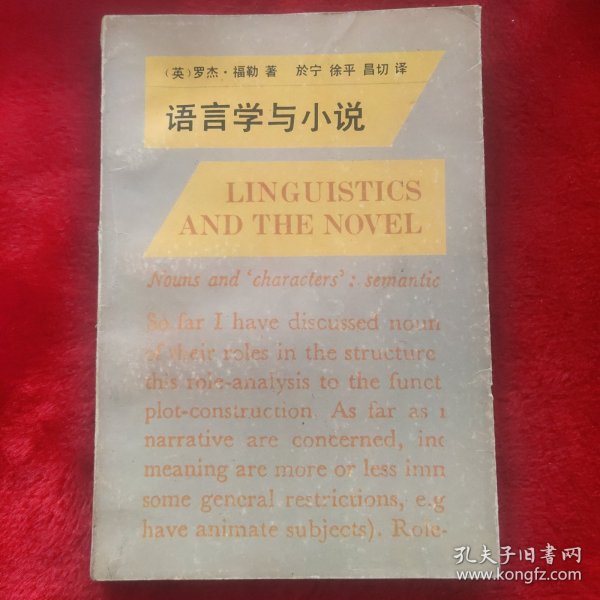 （英）罗杰·福勒 著 於宁 徐平 昌切 译
语言学与小说
LINGUISTICS
AND THE NOVEL
Nouns and 'characters': semantic
So far I have discussed noun
of their roles in the structure
this role-analysis to the funct
plot-construction. As far as
narrative are concerned, inc
meaning are more or less imn
some general restrictions, e.g
have animate subjects). Role-
孔夫子旧书网
www.kongfz.com